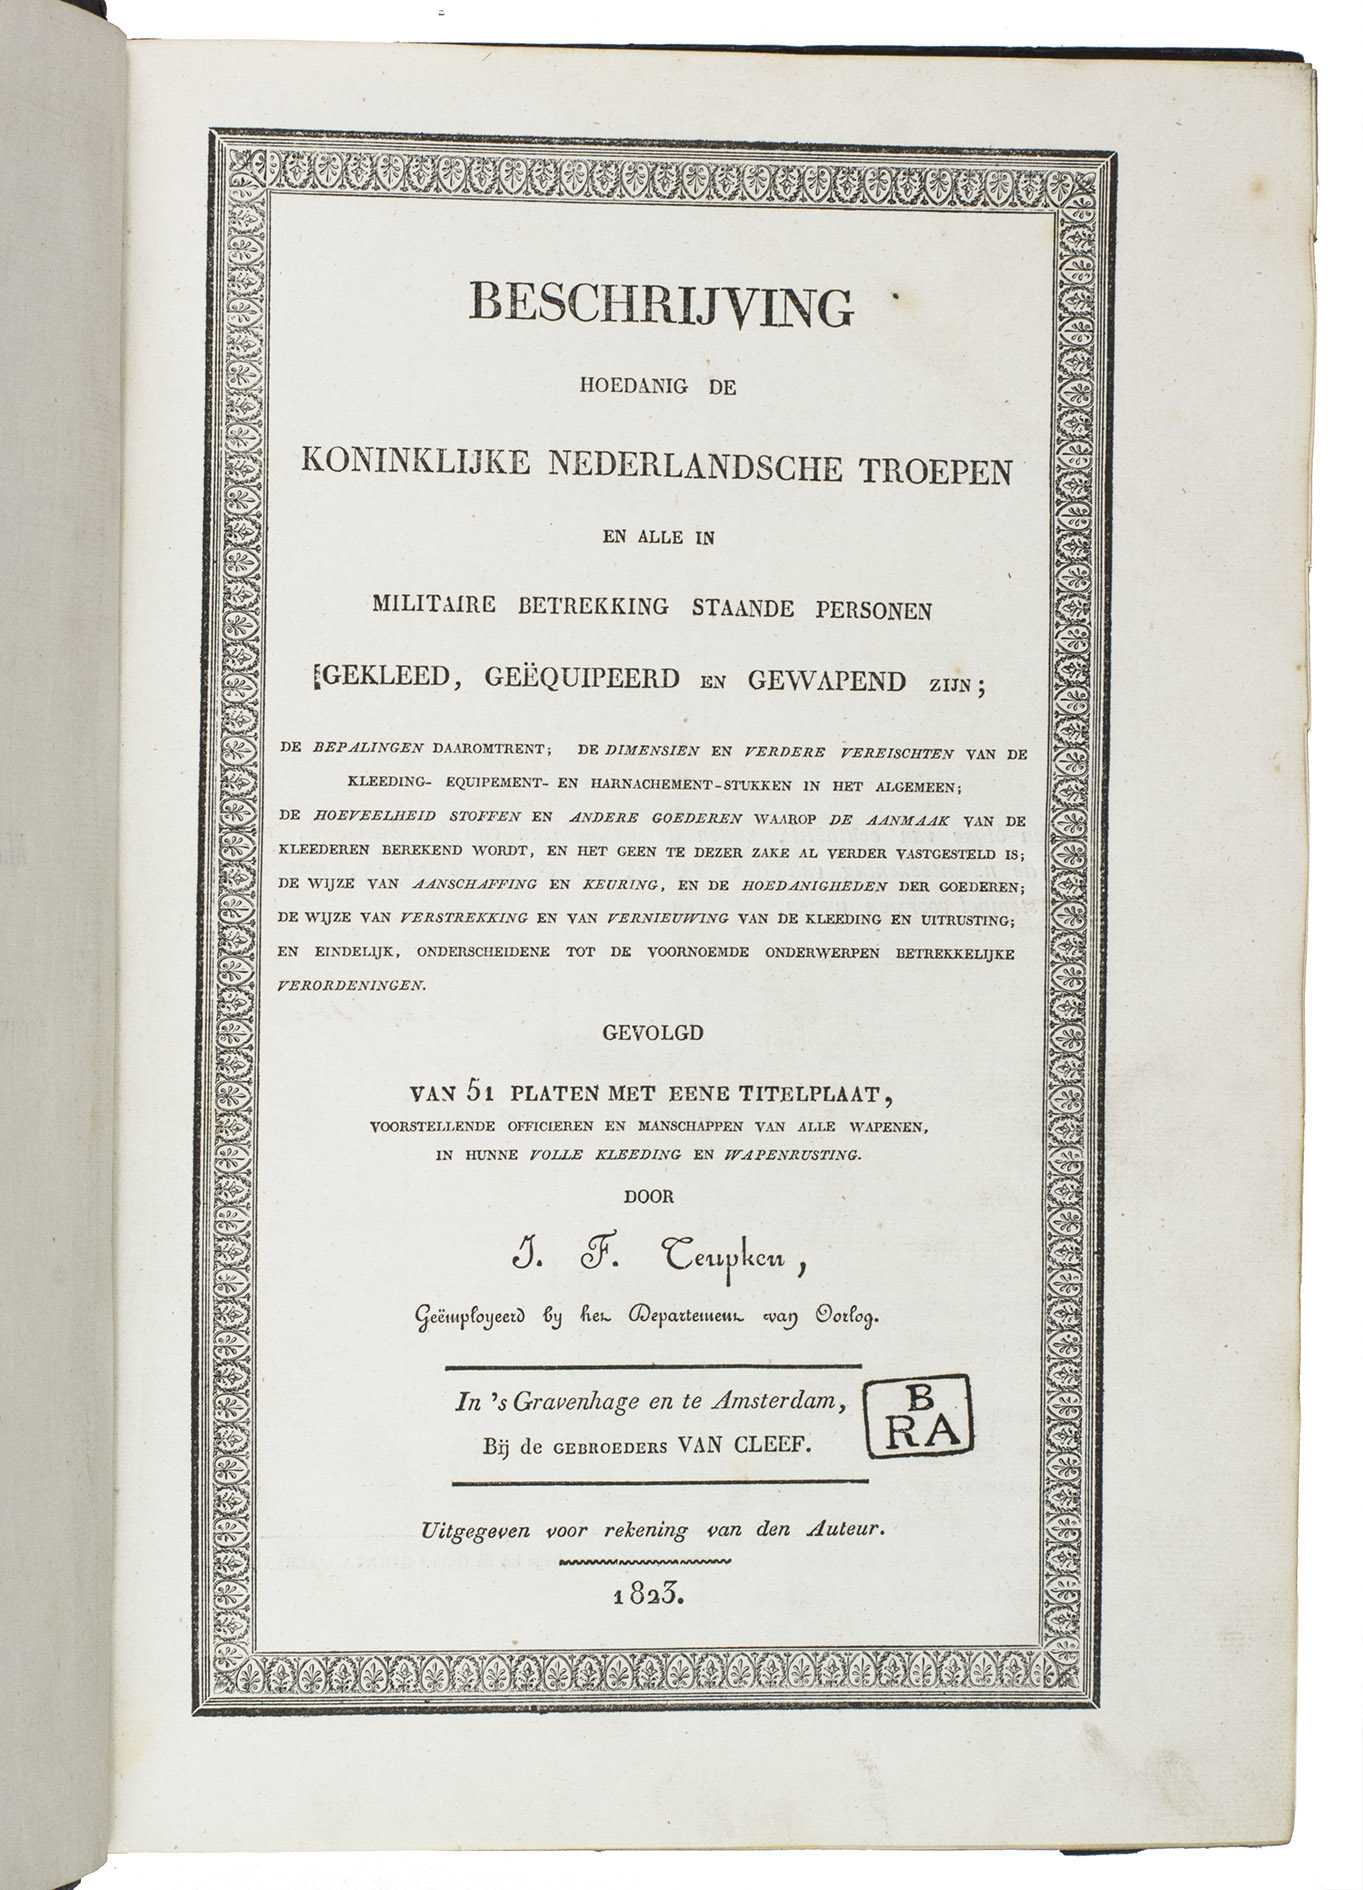 BESCHRIJVING
HOEDANIG DE
KONINKLIJKE NEDERLANDSCHE TROEPEN
EN ALLE IN
MILITAIRE BETREKKING STAANDE PERSONEN
GEKLEED, GEËQUIPEERD EN GEWAPEND ZIJN;
DE BEPALINGEN DAAROMTRENT; DE DIMENSIEN EN VERDERE VEREISCHTEN VAN DE
KLEEDING- EQUIPEMENT- EN HARNACHEMENT-STUKKEN IN HET ALGEMEEN;
DE HOEVEELHEID STOFFEN EN ANDERE GOEDEREN WAAROP DE AANMAAK VAN DE
KLEEDEREN BEREKEND WORDT, EN HET GEEN TE DEZER ZAKE AL VERDER VASTGESTELD IS;
DE WIJZE VAN AANSCHAFFING EN KEURING, EN DE HOEDANIGHEDEN DER GOEDEREN;
DE WIJZE VAN VERSTREKKING EN VAN VERNIEUWING VAN DE KLEEDING EN UITRUSTING;
EN EINDELIJK, ONDERSCHEIDENE TOT DE VOORNOEMDE ONDERWERPEN BETREKKELIJKE
VERORDENINGEN.
GEVOLGD
VAN 51 PLATEN MET EENE TITELPLAAT,
VOORSTELLENDE OFFICIEREN EN MANSCHAPPEN VAN ALLE WAPENEN,
IN HUNNE VOLLE KLEEDING EN WAPENRUSTING.
DOOR
J. F. Teupken,
Geëmployeerd by het Departement van Oorlog.
In 's Gravenhage en te Amsterdam,
Bij de GEBROEDERS VAN CLEEF.
B
RA
Uitgegeven voor rekening van den Auteur.
1823.